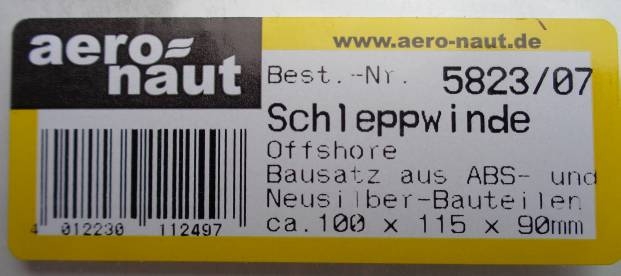 aero-
naut
www.aero-naut.de
Best.-Nr. 5823/07
Schleppwinde
Offshore
Bausatz aus ABS- und
Neusilber-Bauteilen
ca.100 x 115 x 90mm
4 012230 112497